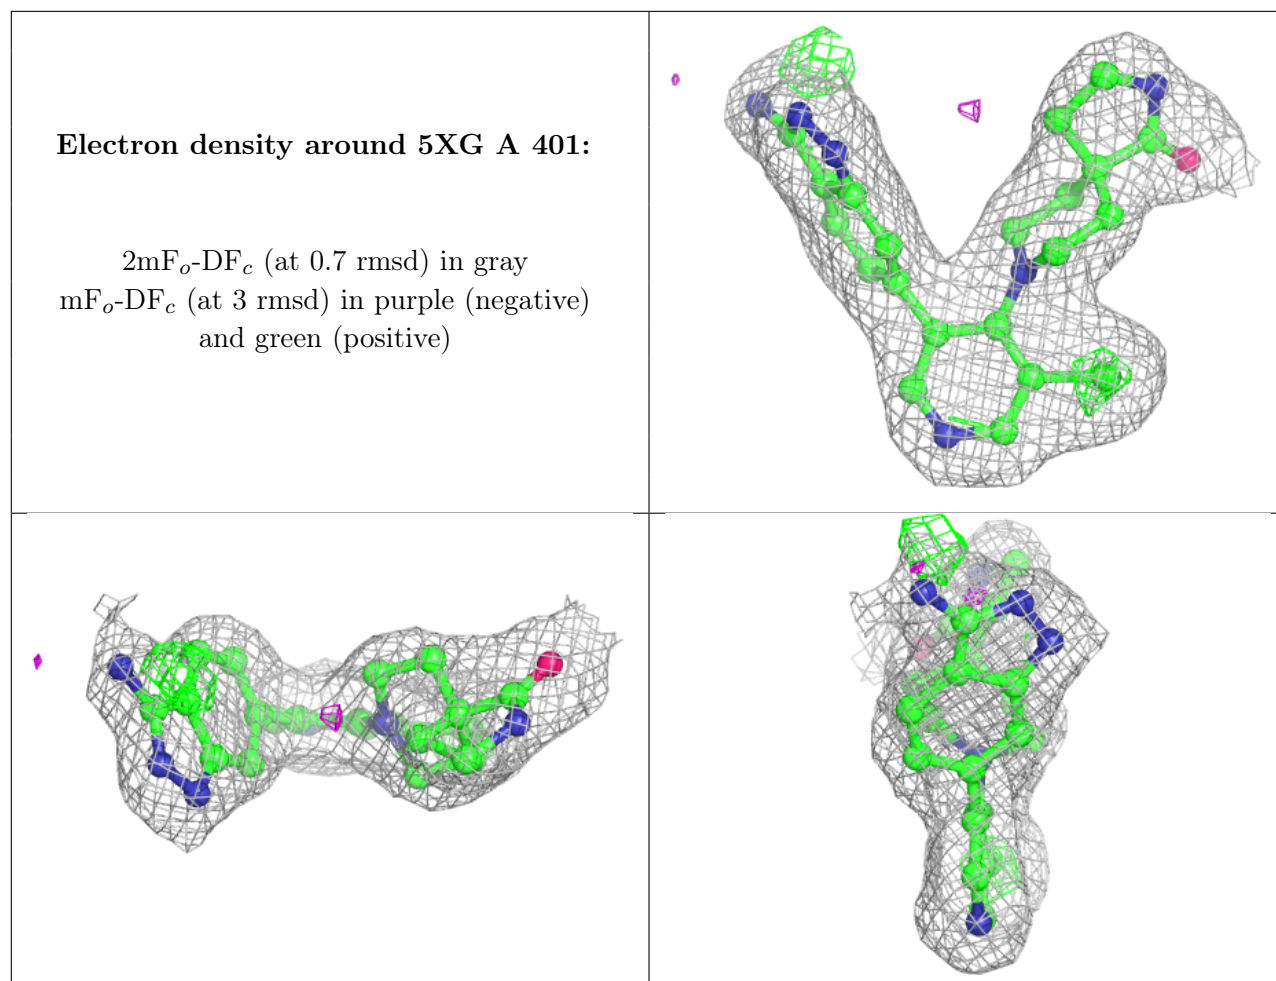 Electron density around 5XG A 401:
2mFo-DFc (at 0.7 rmsd) in gray
mFo-DFc (at 3 rmsd) in purple (negative)
and green (positive)